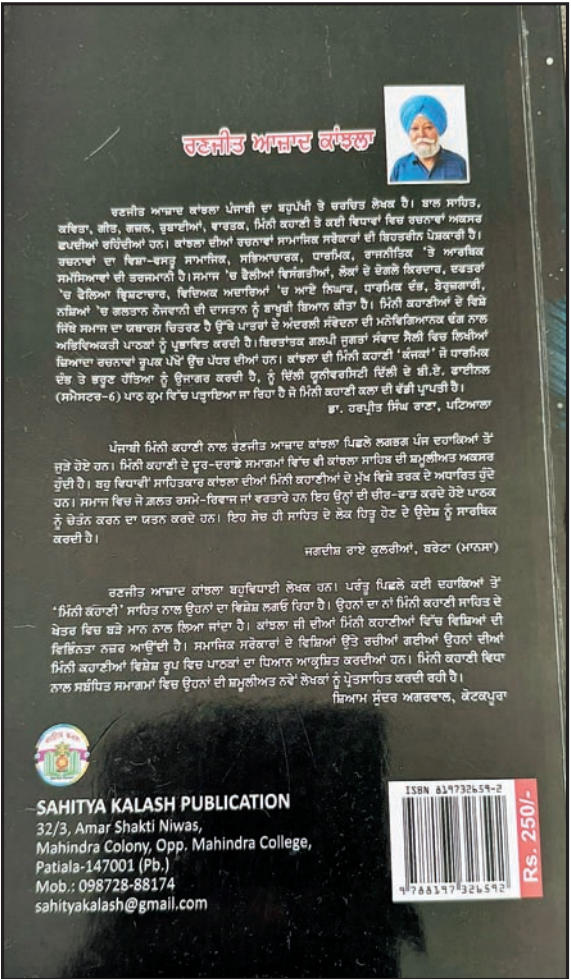 ਰਣਜੀਤ ਆਜ਼ਾਦ ਕਾਂਝਲਾ
ਰਣਜੀਤ ਆਜ਼ਾਦ ਕਾਂਝਲਾ ਪੰਜਾਬੀ ਦਾ ਬਹੁਪੱਖੀ ਤੇ ਚਰਚਿਤ ਲੇਖਕ ਹੈ। ਬਾਲ ਸਾਹਿਤ,
ਕਵਿਤਾ, ਗੀਤ, ਗਜ਼ਲ, ਰੁਬਾਈਆਂ, ਵਾਰਤਕ, ਮਿੰਨੀ ਕਹਾਣੀ ਤੇ ਕਈ ਵਿਧਾਵਾਂ ਵਿਚ ਰਚਨਾਵਾਂ ਅਕਸਰ
ਛਪਦੀਆਂ ਰਹਿੰਦੀਆਂ ਹਨ। ਕਾਂਝਲਾ ਦੀਆਂ ਰਚਨਾਵਾਂ ਸਾਮਾਜਿਕ ਸਰੋਕਾਰਾਂ ਦੀ ਬਿਹਤਰੀਨ ਪੇਸ਼ਕਾਰੀ ਹੈ।
ਰਚਨਾਵਾਂ ਦਾ ਵਿਸ਼ਾ-ਵਸਤੂ ਸਾਮਾਜਿਕ, ਸਭਿਆਚਾਰਕ, ਧਾਰਮਿਕ, ਰਾਜਨੀਤਿਕ 'ਤੇ ਆਰਥਿਕ
ਸਮੱਸਿਆਵਾਂ ਦੀ ਤਰਜਮਾਨੀ ਹੈ।ਸਮਾਜ 'ਚ ਫੈਲੀਆਂ ਵਿਸੰਗਤੀਆਂ, ਲੋਕਾਂ ਦੇ ਦੋਗਲੇ ਕਿਰਦਾਰ, ਦਫਤਰਾਂ
'ਚ ਫੈਲਿਆ ਭ੍ਰਿਸ਼ਟਾਚਾਰ, ਵਿਦਿਅਕ ਅਦਾਰਿਆਂ 'ਚ ਆਏ ਨਿਘਾਰ, ਧਾਰਮਿਕ ਦੰਭ, ਬੇਰੁਜ਼ਗਾਰੀ,
ਨਸ਼ਿਆਂ 'ਚ ਗਲਤਾਨ ਨੌਜਵਾਨੀ ਦੀ ਦਾਸਤਾਨ ਨੂੰ ਬਾਖੂਬੀ ਬਿਆਨ ਕੀਤਾ ਹੈ। ਮਿੰਨੀ ਕਹਾਣੀਆਂ ਦੇ ਵਿਸ਼ੇ
ਜਿੱਥੇ ਸਮਾਜ ਦਾ ਯਥਾਰਥ ਚਿਤਰਣ ਹੈ ਉੱਥੇ ਪਾਤਰਾਂ ਦੇ ਅੰਦਰਲੀ ਸੰਵੇਦਨਾ ਦੀ ਮਨੋਵਿਗਿਆਨਕ ਢੰਗ ਨਾਲ
ਅਭਿਵਿਅਕਤੀ ਪਾਠਕਾਂ ਨੂੰ ਪ੍ਰਭਾਵਿਤ ਕਰਦੀ ਹੈ।ਬਿਰਤਾਂਤਕ ਗਲਪੀ ਜੁਗਤਾਂ ਸੰਵਾਦ ਸ਼ੈਲੀ ਵਿਚ ਲਿਖੀਆਂ
ਜ਼ਿਆਦਾ ਰਚਨਾਵਾਂ ਰੂਪਕ ਪੱਖੋਂ ਉੱਚ ਪੱਧਰ ਦੀਆਂ ਹਨ। ਕਾਂਝਲਾ ਦੀ ਮਿੰਨੀ ਕਹਾਣੀ 'ਕੰਜਕਾਂ' ਜੋ ਧਾਰਮਿਕ
ਦੰਭ ਤੇ ਭਰੂਣ ਹੱਤਿਆ ਨੂੰ ਉਜਾਗਰ ਕਰਦੀ ਹੈ, ਨੂੰ ਦਿੱਲੀ ਯੂਨੀਵਰਸਿਟੀ ਦਿੱਲੀ ਦੇ ਬੀ.ਏ. ਫਾਈਨਲ
(ਸਮੈਸਟਰ-6) ਪਾਠ ਕ੍ਰਮ ਵਿੱਚ ਪੜ੍ਹਾਇਆ ਜਾ ਰਿਹਾ ਹੈ ਜੋ ਮਿੰਨੀ ਕਹਾਣੀ ਕਲਾ ਦੀ ਵੱਡੀ ਪ੍ਰਾਪਤੀ ਹੈ।
ਡਾ. ਹਰਪ੍ਰੀਤ ਸਿੰਘ ਰਾਣਾ, ਪਟਿਆਲਾ
ਪੰਜਾਬੀ ਮਿੰਨੀ ਕਹਾਣੀ ਨਾਲ ਰਣਜੀਤ ਆਜ਼ਾਦ ਕਾਂਝਲਾ ਪਿਛਲੇ ਲਗਭਗ ਪੰਜ ਦਹਾਕਿਆਂ ਤੋਂ
ਜੁੜੇ ਹੋਏ ਹਨ। ਮਿੰਨੀ ਕਹਾਣੀ ਦੇ ਦੂਰ-ਦਰਾਡੇ ਸਮਾਗਮਾਂ ਵਿੱਚ ਵੀ ਕਾਂਝਲਾ ਸਾਹਿਬ ਦੀ ਸ਼ਮੂਲੀਅਤ ਅਕਸਰ
ਹੁੰਦੀ ਹੈ। ਬਹੁ ਵਿਧਾਵੀ ਸਾਹਿਤਕਾਰ ਕਾਂਝਲਾ ਦੀਆਂ ਮਿੰਨੀ ਕਹਾਣੀਆਂ ਦੇ ਮੁੱਖ ਵਿਸ਼ੇ ਤਰਕ ਦੇ ਅਧਾਰਿਤ ਹੁੰਦੇ
ਹਨ। ਸਮਾਜ ਵਿਚ ਜੋ ਗ਼ਲਤ ਰਸਮੋ-ਰਿਵਾਜ ਜਾਂ ਵਰਤਾਰੇ ਹਨ ਇਹ ਉਨ੍ਹਾਂ ਦੀ ਚੀਰ-ਫਾੜ ਕਰਦੇ ਹੋਏ ਪਾਠਕ
ਨੂੰ ਚੇਤੰਨ ਕਰਨ ਦਾ ਯਤਨ ਕਰਦੇ ਹਨ। ਇਹ ਸੋਚ ਹੀ ਸਾਹਿਤ ਦੇ ਲੋਕ ਹਿਤੂ ਹੋਣ ਦੇ ਉਦੇਸ਼ ਨੂੰ ਸਾਰਥਿਕ
ਕਰਦੀ ਹੈ।
ਜਗਦੀਸ਼ ਰਾਏ ਕੁਲਰੀਆਂ, ਬਰੇਟਾ (ਮਾਨਸਾ)
ਰਣਜੀਤ ਆਜ਼ਾਦ ਕਾਂਝਲਾ ਬਹੁਵਿਧਾਈ ਲੇਖਕ ਹਨ। ਪਰੰਤੂ ਪਿਛਲੇ ਕਈ ਦਹਾਕਿਆਂ ਤੋਂ
'ਮਿੰਨੀ ਕਹਾਣੀ' ਸਾਹਿਤ ਨਾਲ ਉਹਨਾਂ ਦਾ ਵਿਸ਼ੇਸ਼ ਲਗਓ ਰਿਹਾ ਹੈ। ਉਹਨਾਂ ਦਾ ਨਾਂ ਮਿੰਨੀ ਕਹਾਣੀ ਸਾਹਿਤ ਦੇ
ਖੇਤਰ ਵਿਚ ਬੜੇ ਮਾਨ ਨਾਲ ਲਿਆ ਜਾਂਦਾ ਹੈ। ਕਾਂਝਲਾ ਜੀ ਦੀਆਂ ਮਿੰਨੀ ਕਹਾਣੀਆਂ ਵਿੱਚ ਵਿਸ਼ਿਆਂ ਦੀ
ਵਿਭਿੰਨਤਾ ਨਜ਼ਰ ਆਉਂਦੀ ਹੈ। ਸਮਾਜਿਕ ਸਰੋਕਾਰਾਂ ਦੇ ਵਿਸ਼ਿਆਂ ਉੱਤੇ ਰਚੀਆਂ ਗਈਆਂ ਉਹਨਾਂ ਦੀਆਂ
ਮਿੰਨੀ ਕਹਾਣੀਆਂ ਵਿਸ਼ੇਸ਼ ਰੂਪ ਵਿਚ ਪਾਠਕਾਂ ਦਾ ਧਿਆਨ ਆਕ੍ਰਸ਼ਿਤ ਕਰਦੀਆਂ ਹਨ। ਮਿੰਨੀ ਕਹਾਣੀ ਵਿਧਾ
ਨਾਲ ਸਬੰਧਿਤ ਸਮਾਗਮਾਂ ਵਿਚ ਉਹਨਾਂ ਦੀ ਸ਼ਮੂਲੀਅਤ ਨਵੇਂ ਲੇਖਕਾਂ ਨੂੰ ਪ੍ਰੋਤਸਾਹਿਤ ਕਰਦੀ ਰਹੀ ਹੈ।
ਸ਼ਿਆਮ ਸੁੰਦਰ ਅਗਰਵਾਲ, ਕੋਟਕਪੂਰਾ
SAHITYA KALASH PUBLICATION
32/3, Amar Shakti Niwas,
Mahindra Colony, Opp. Mahindra College,
Patiala-147001 (Pb.)
Mob.: 098728-88174
sahityakalash@gmail.com
ISBN 819732659-2
9 788197 326592
Rs. 250/-